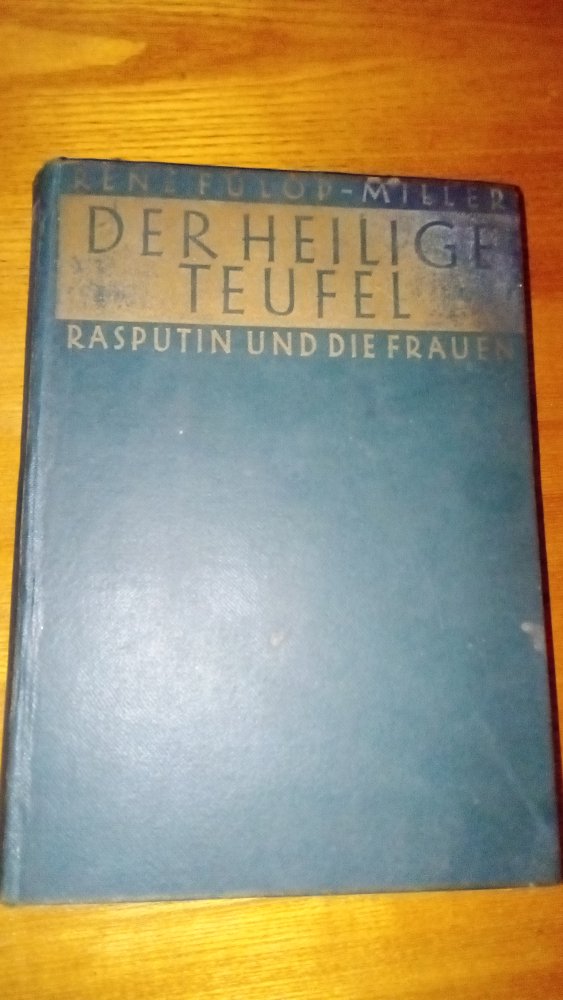 RENÉ FÜLÖP-MILLER
DER HEILIGE
TEUFEL
RASPUTIN UND DIE FRAUEN